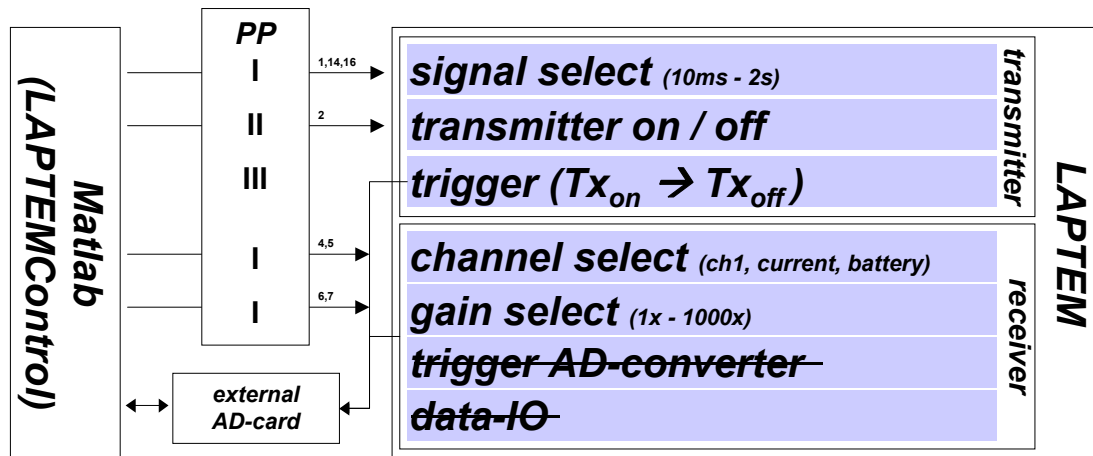 Matlab
(LAPTEMControl)
PP
I
II
III
I
I
1,14,16
2
4,5
6,7
external
AD-card
signal select (10ms - 2s)
transmitter on / off
trigger (Tx_on → Tx_off )
transmitter
channel select (ch1, current, battery)
gain select (1x - 1000x)
trigger AD-converter
data-IO
receiver
LAPTEM